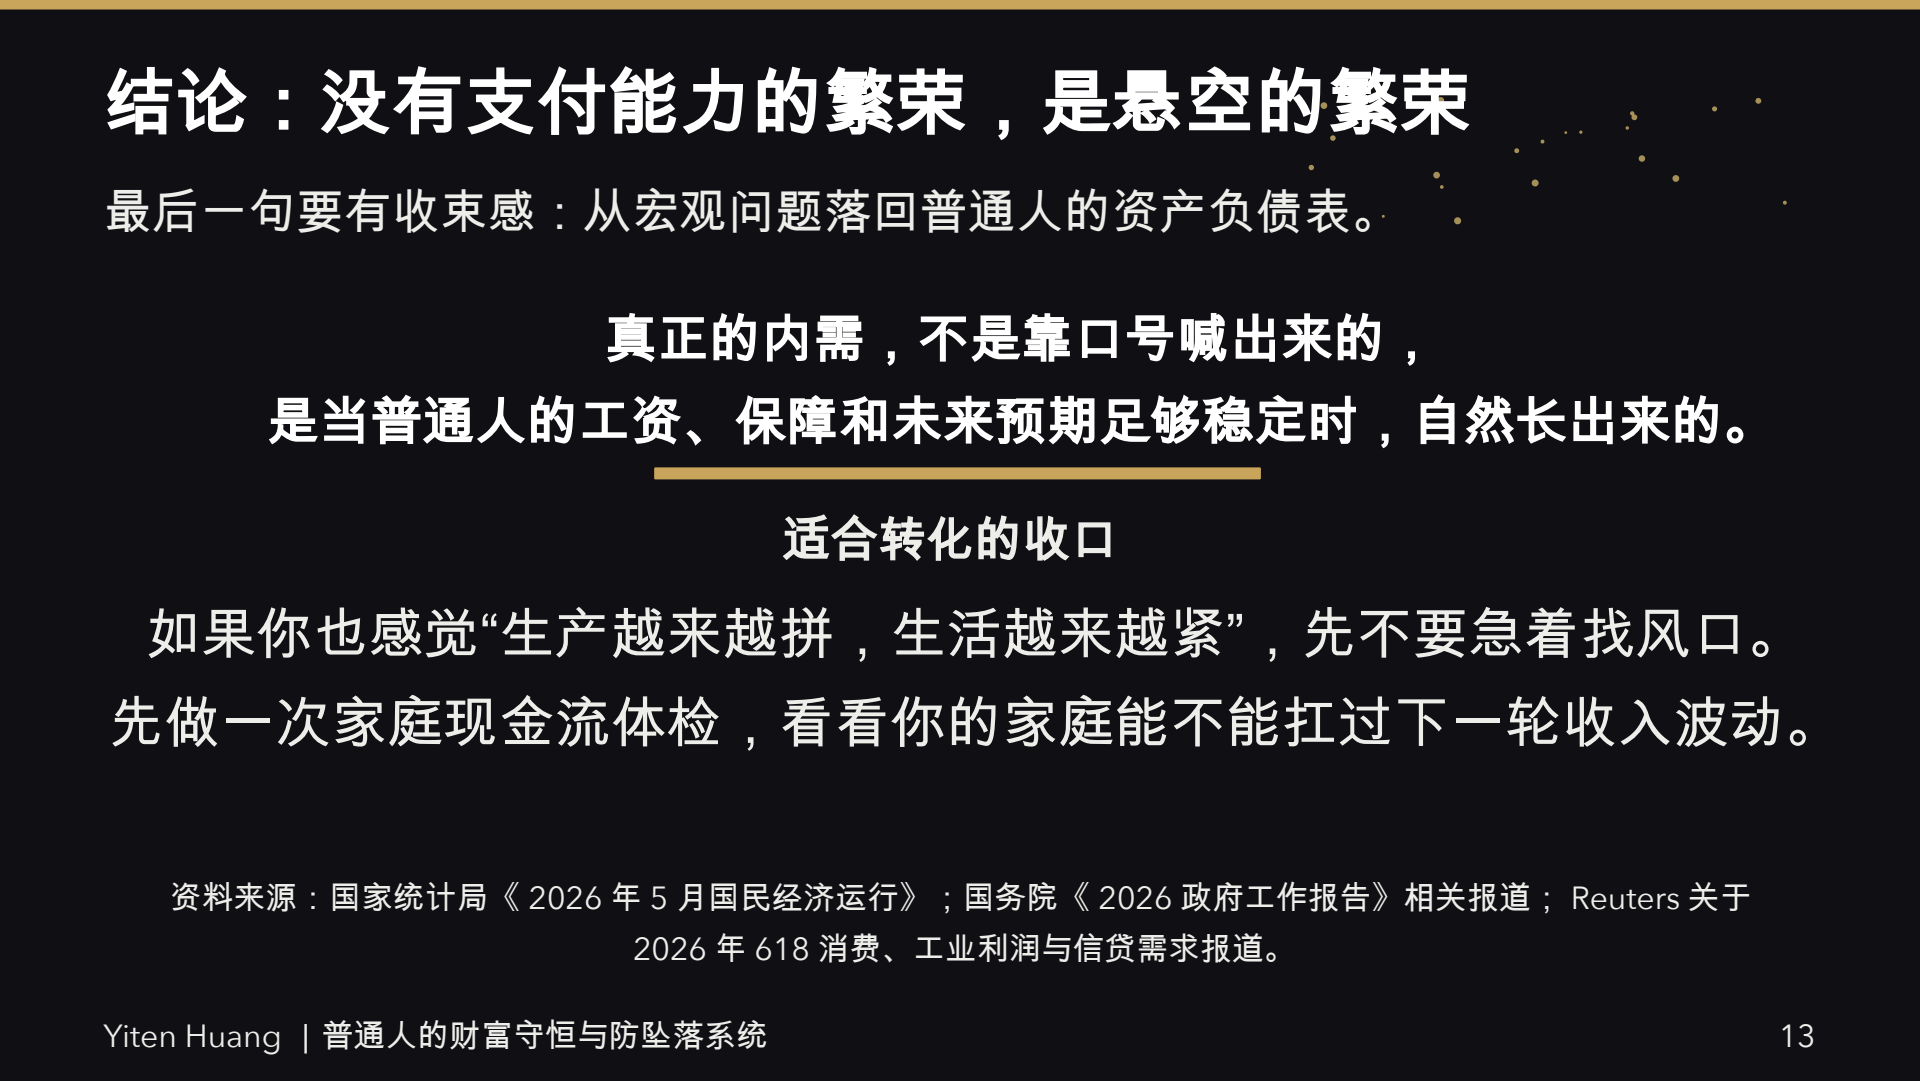 结论：没有支付能力的繁荣，是悬空的繁荣
最后一句要有收束感：从宏观问题落回普通人的资产负债表。
真正的内需，不是靠口号喊出来的，
是当普通人的工资、保障和未来预期足够稳定时，自然长出来的。
适合转化的收口
如果你也感觉“生产越来越拼，生活越来越紧”，先不要急着找风口。
先做一次家庭现金流体检，看看你的家庭能不能扛过下一轮收入波动。
资料来源：国家统计局《2026 年 5 月国民经济运行》；国务院《2026 政府工作报告》相关报道；Reuters 关于
2026 年 618 消费、工业利润与信贷需求报道。
Yiten Huang ｜普通人的财富守恒与防坠落系统
13